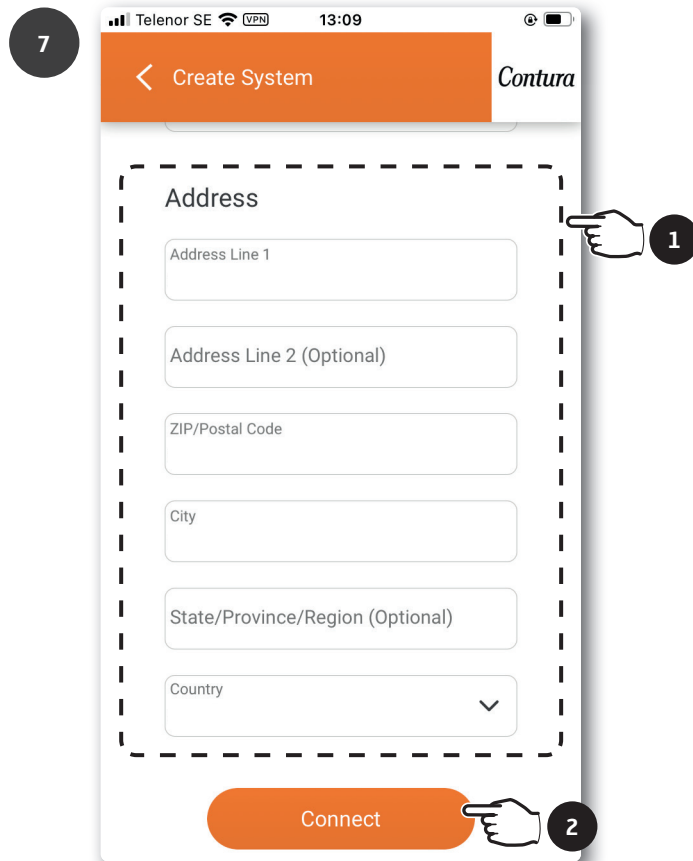 7
Telenor SE VPN 13:09
Create System
Contura
Address
1
Address Line 1
Address Line 2 (Optional)
ZIP/Postal Code
City
State/Province/Region (Optional)
Country
Connect
2